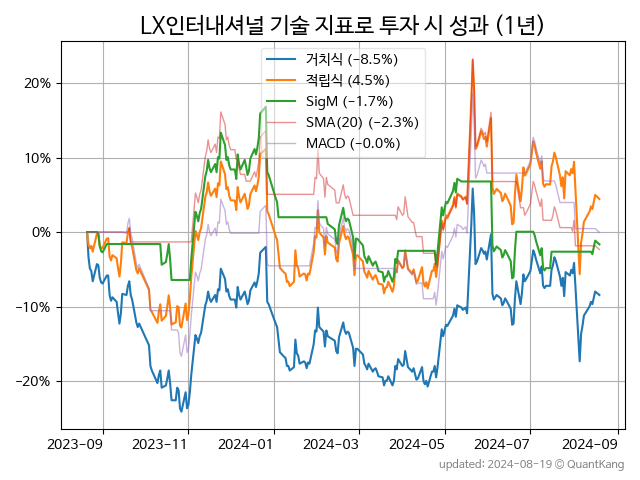 LX인터내셔널 기술 지표로 투자 시 성과 (1년)
거치식 (−8.5%)
적립식 (4.5%)
SigM (−1.7%)
SMA(20) (−2.3%)
MACD (−0.0%)
20%
10%
0%
−10%
−20%
2023-09 2023-11 2024-01 2024-03 2024-05 2024-07 2024-09
updated: 2024-08-19 © QuantKang